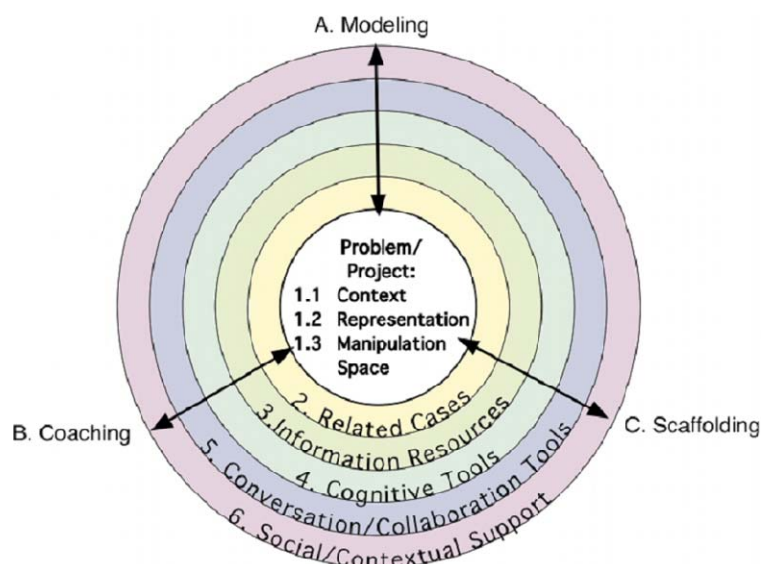 A. Modeling
Problem/
Project:
1.1 Context
1.2 Representation
1.3 Manipulation
Space
2. Related Cases
3.Information Resources
4. Cognitive Tools
5. Conversation/Collaboration Tools
6. Social/Contextual Support
B. Coaching
C. Scaffolding